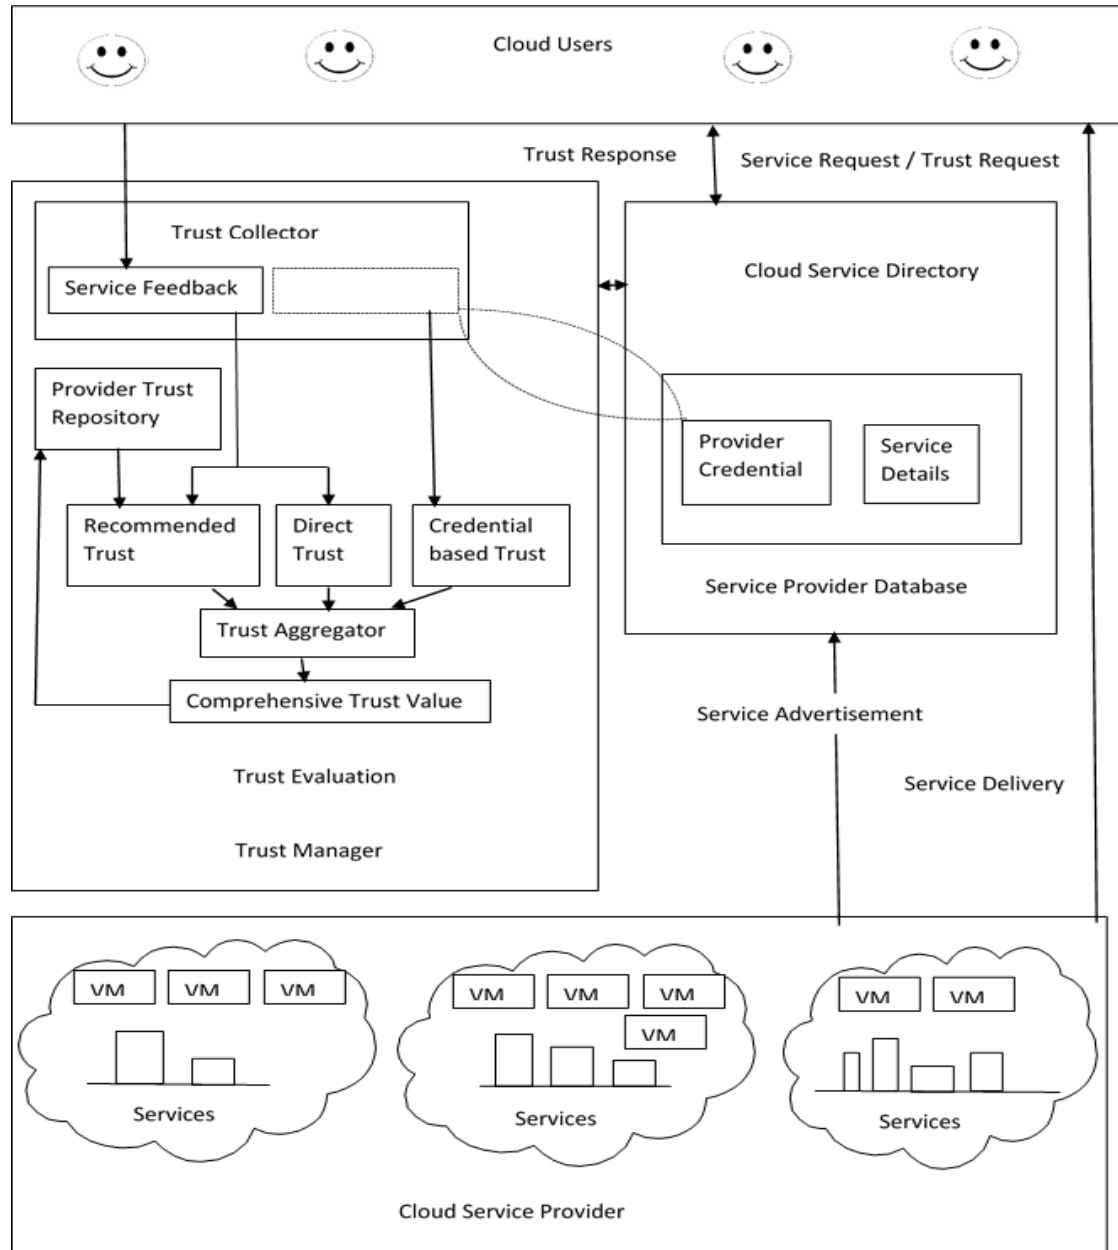 Cloud Users
Trust Response
Service Request / Trust Request
Trust Collector
Service Feedback
Cloud Service Directory
Provider Trust
Repository
Provider
Credential
Service
Details
Recommended
Trust
Direct
Trust
Credential
based Trust
Service Provider Database
Trust Aggregator
Comprehensive Trust Value
Service Advertisement
Trust Evaluation
Service Delivery
Trust Manager
VM VM VM
VM VM VM
VM
VM VM
Services
Services
Services
Cloud Service Provider